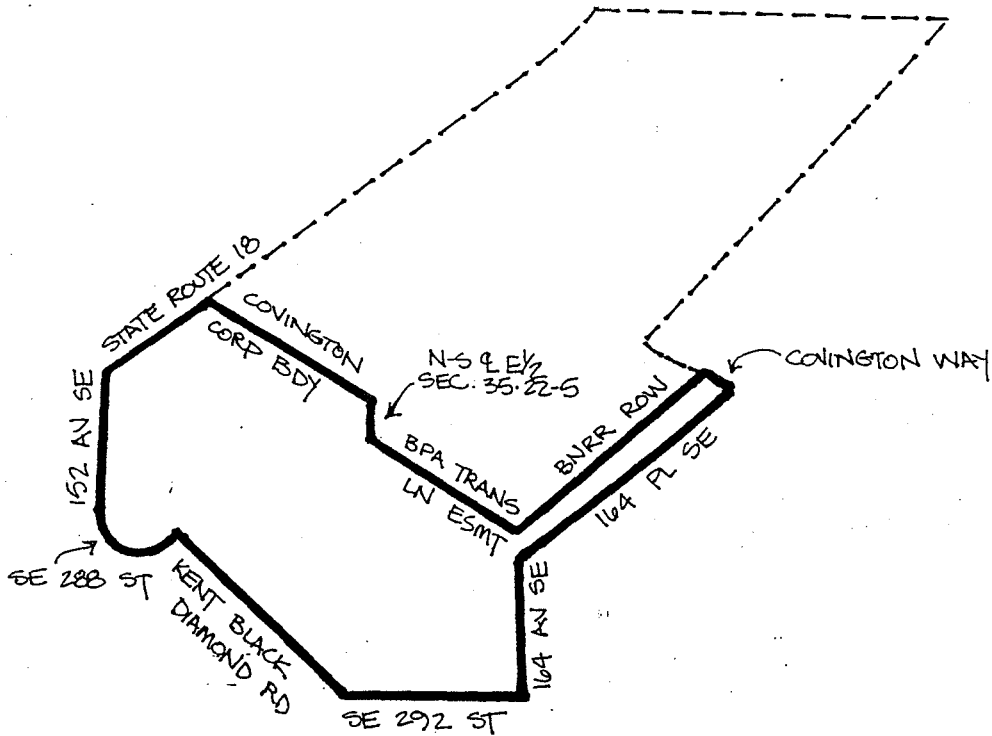 STATE ROUTE 18
COVINGTON
CORP BDY
N-S ℄ E1/2
SEC. 35-22-5
COVINGTON WAY
BNRR ROW
152 AV SE
BPA TRANS
LN ESMT
164 PL SE
SE 288 ST
KENT BLACK
DIAMOND RD
164 AV SE
SE 292 ST